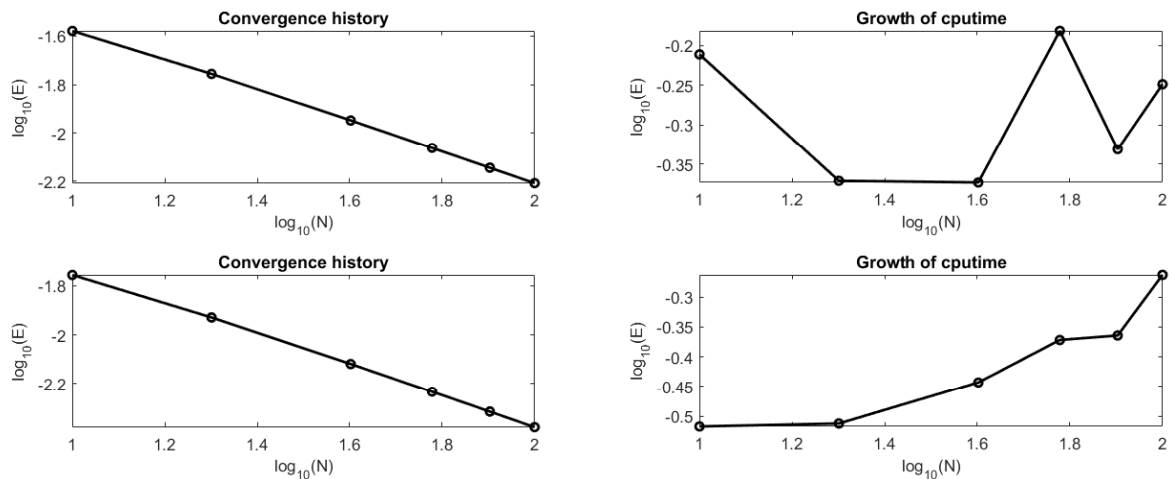 Convergence history
-1.6
-1.8
-2
-2.2
log10(E)
1 1.2 1.4 1.6 1.8 2
log10(N)
Growth of cputime
-0.2
-0.25
-0.3
-0.35
log10(E)
1 1.2 1.4 1.6 1.8 2
log10(N)
Convergence history
-1.8
-2
-2.2
log10(E)
1 1.2 1.4 1.6 1.8 2
log10(N)
Growth of cputime
-0.3
-0.35
-0.4
-0.45
-0.5
log10(E)
1 1.2 1.4 1.6 1.8 2
log10(N)